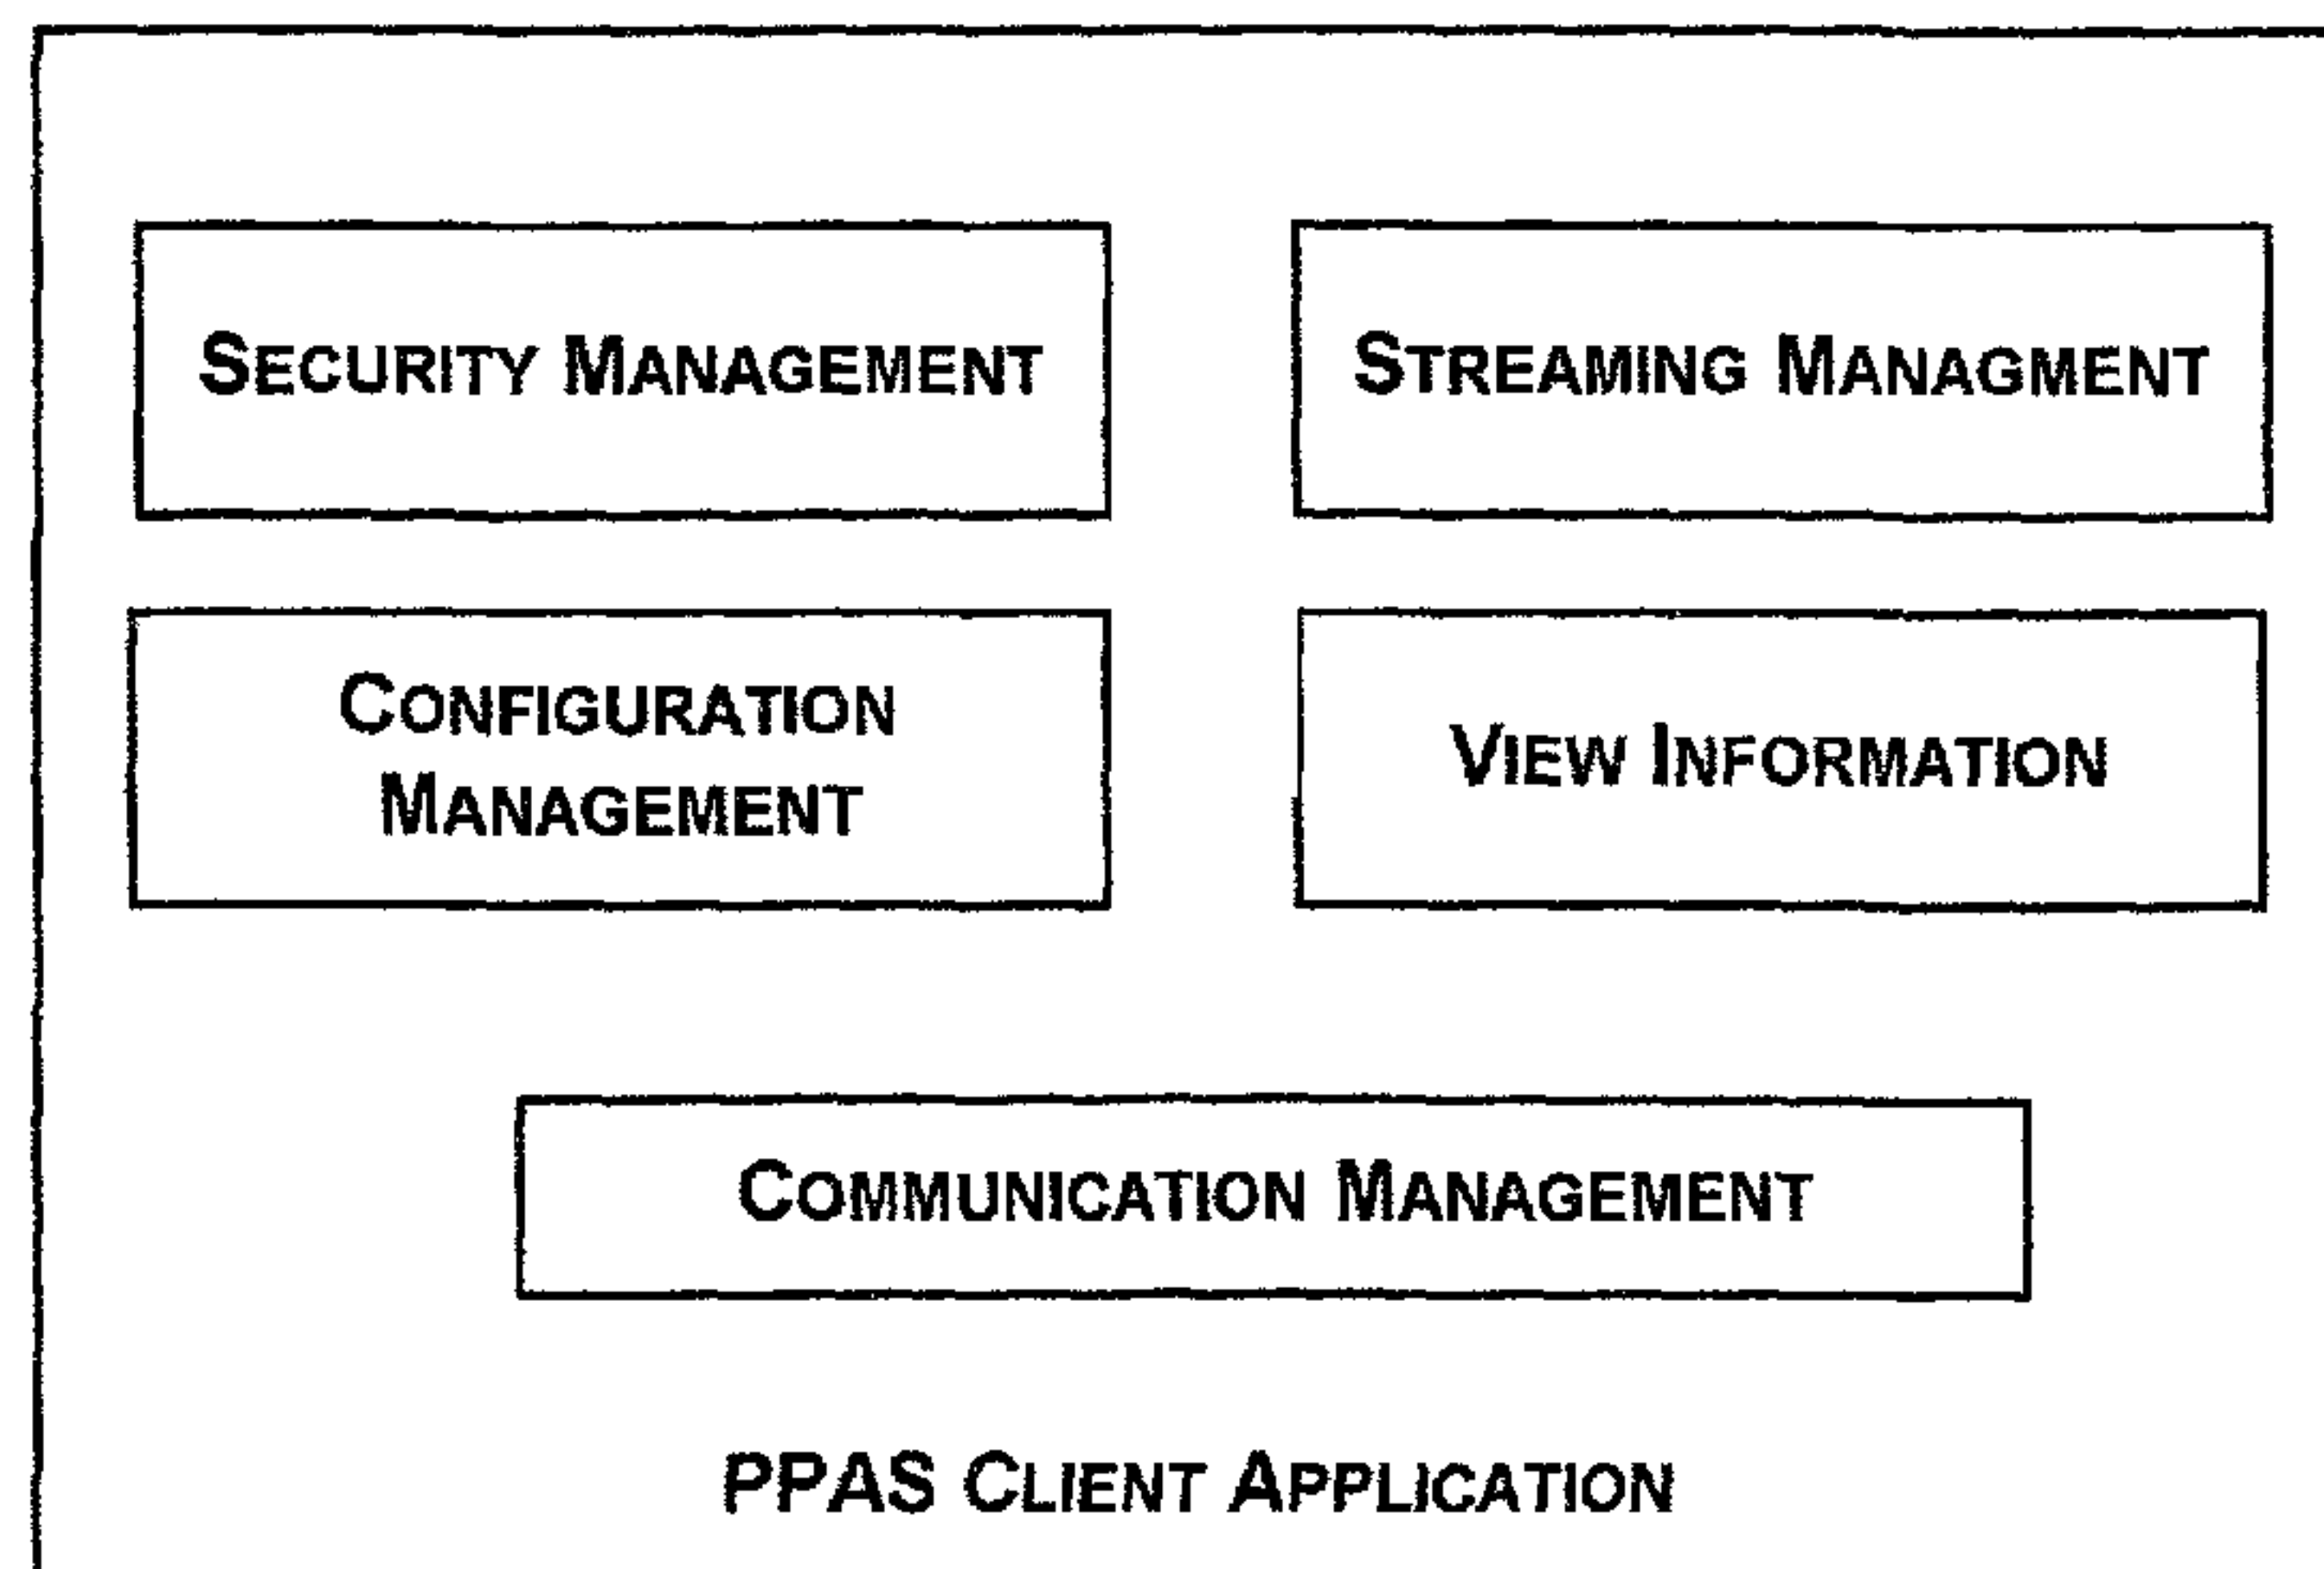 SECURITY MANAGEMENT
STREAMING MANAGMENT
CONFIGURATION
MANAGEMENT
VIEW INFORMATION
COMMUNICATION MANAGEMENT
PPAS CLIENT APPLICATION